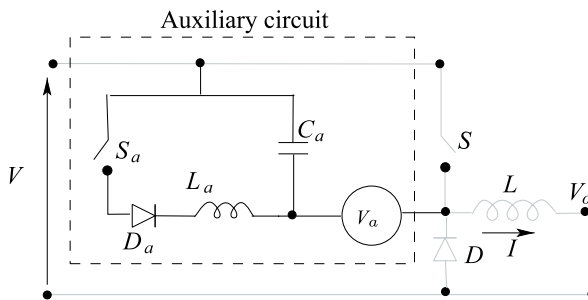 Auxiliary circuit
C_a
S
S_a
V
L_a
L
V_o
V_a
D_a
D
I